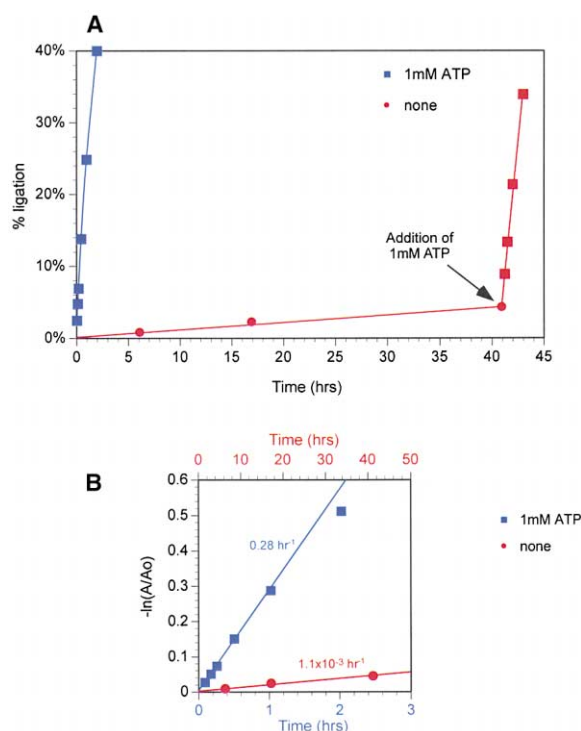 A
40%
30%
20%
10%
0%
% ligation
1mM ATP
none
Addition of
1mM ATP
0 5 10 15 20 25 30 35 40 45
Time (hrs)
B
Time (hrs)
0 10 20 30 40 50
0.6
0.5
0.4
0.3
0.2
0.1
0
-ln(A/Ao)
0.28 hr⁻¹
1.1x10⁻³ hr⁻¹
1mM ATP
none
0 1 2 3
Time (hrs)